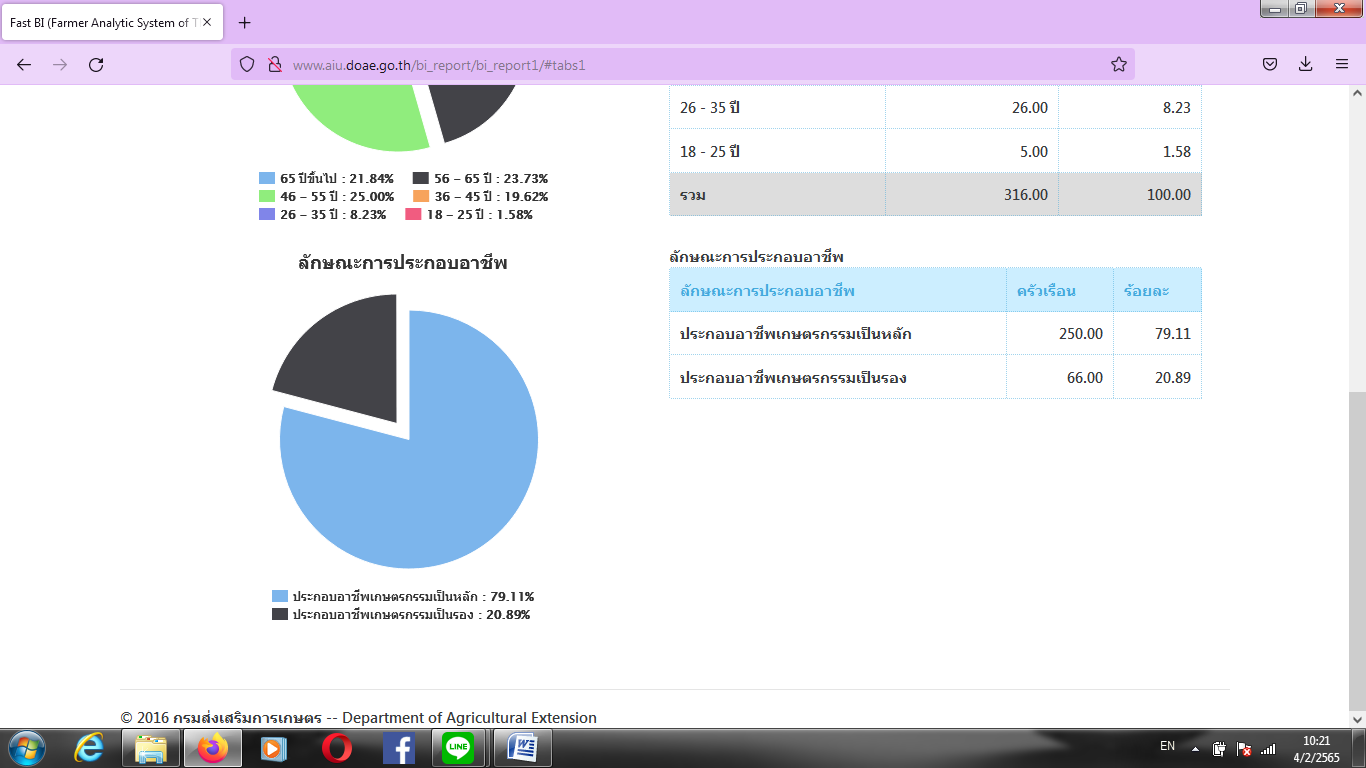 Fast BI (Farmer Analytic System of T
www.aiu.doae.go.th/bi_report/bi_report1/#tabs1
26 - 35 ปี 26.00 8.23
18 - 25 ปี 5.00 1.58
รวม 316.00 100.00
65 ปีขึ้นไป : 21.84% 56 – 65 ปี : 23.73%
46 – 55 ปี : 25.00% 36 – 45 ปี : 19.62%
26 – 35 ปี : 8.23% 18 – 25 ปี : 1.58%
ลักษณะการประกอบอาชีพ
ประกอบอาชีพเกษตรกรรมเป็นหลัก : 79.11%
ประกอบอาชีพเกษตรกรรมเป็นรอง : 20.89%
ลักษณะการประกอบอาชีพ
ลักษณะการประกอบอาชีพ ครัวเรือน ร้อยละ
ประกอบอาชีพเกษตรกรรมเป็นหลัก 250.00 79.11
ประกอบอาชีพเกษตรกรรมเป็นรอง 66.00 20.89
© 2016 กรมส่งเสริมการเกษตร -- Department of Agricultural Extension
LINE
EN
10:21
4/2/2565